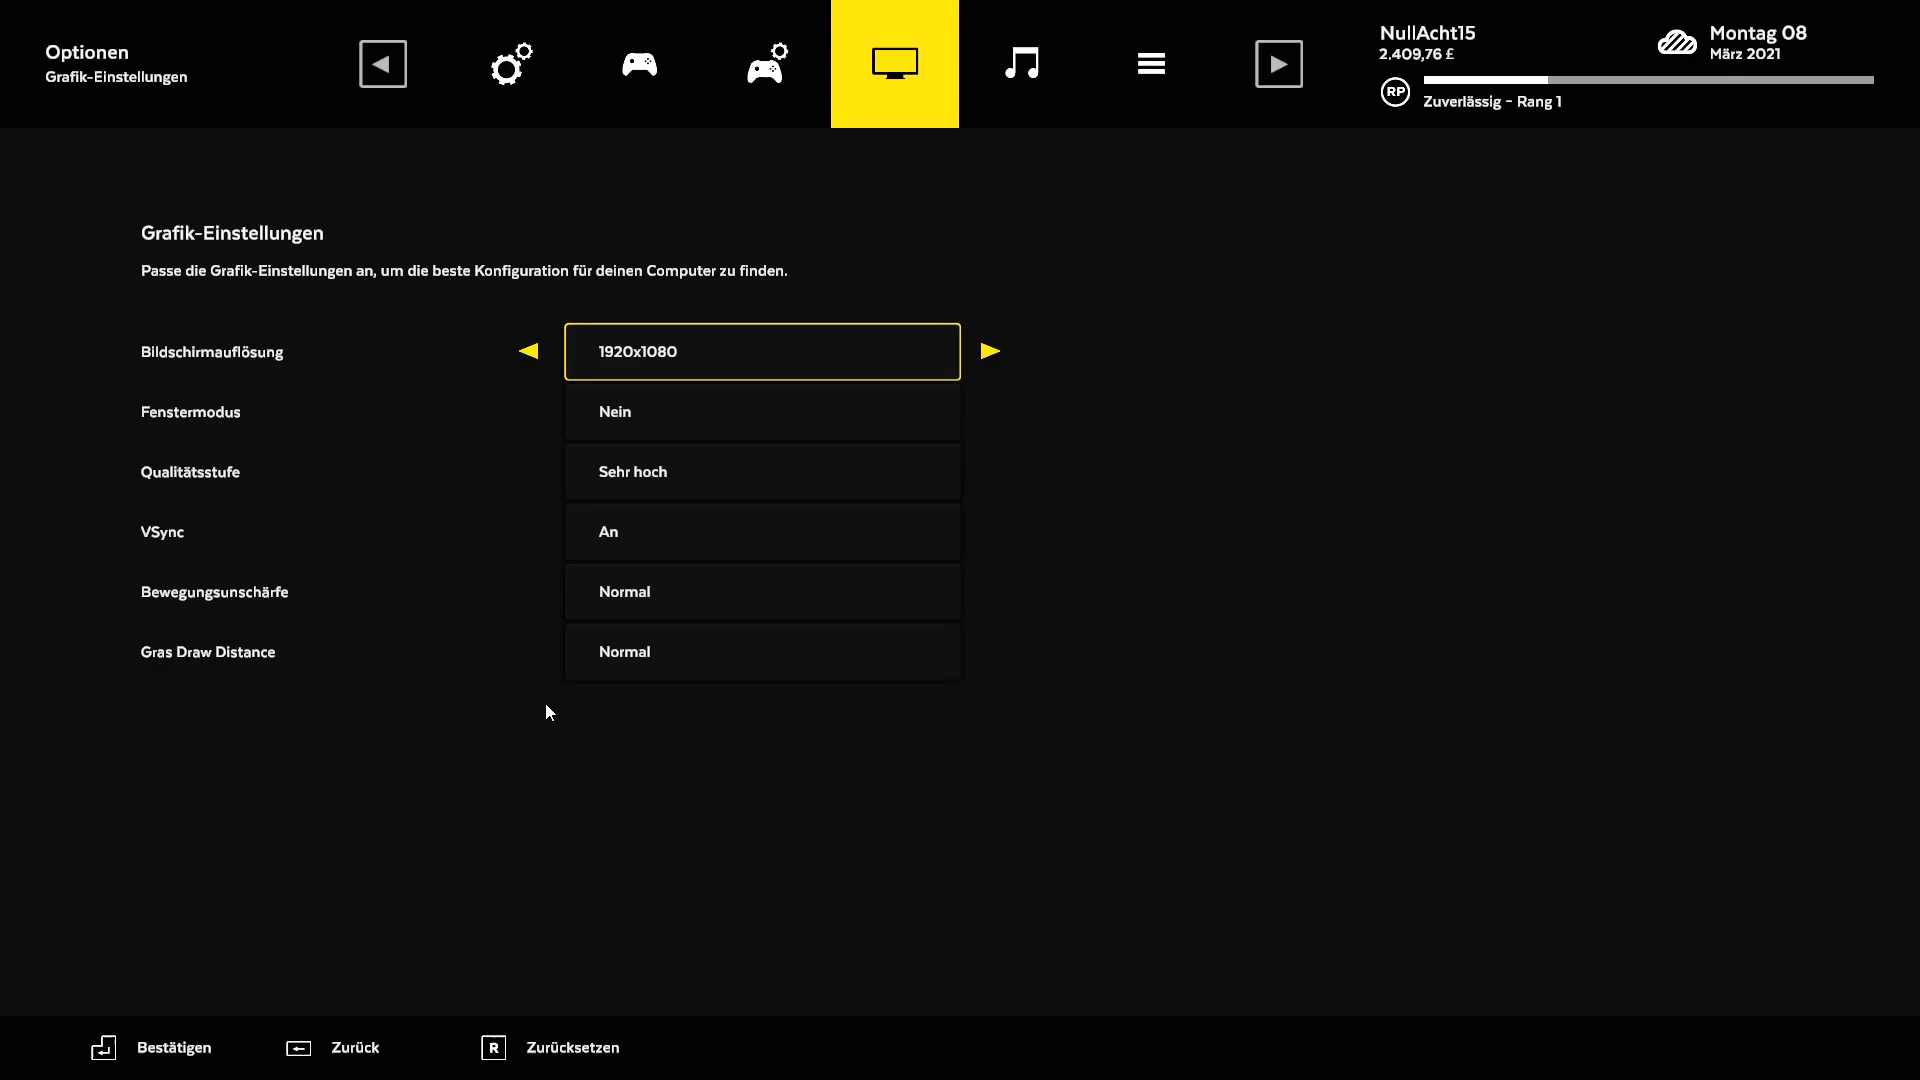 Optionen
Grafik-Einstellungen
NullAcht15
2.409,76 £
Montag 08
März 2021
RP
Zuverlässig - Rang 1
Grafik-Einstellungen
Passe die Grafik-Einstellungen an, um die beste Konfiguration für deinen Computer zu finden.
Bildschirmauflösung 1920x1080
Fenstermodus Nein
Qualitätsstufe Sehr hoch
VSync An
Bewegungsunschärfe Normal
Gras Draw Distance Normal
Bestätigen Zurück R Zurücksetzen